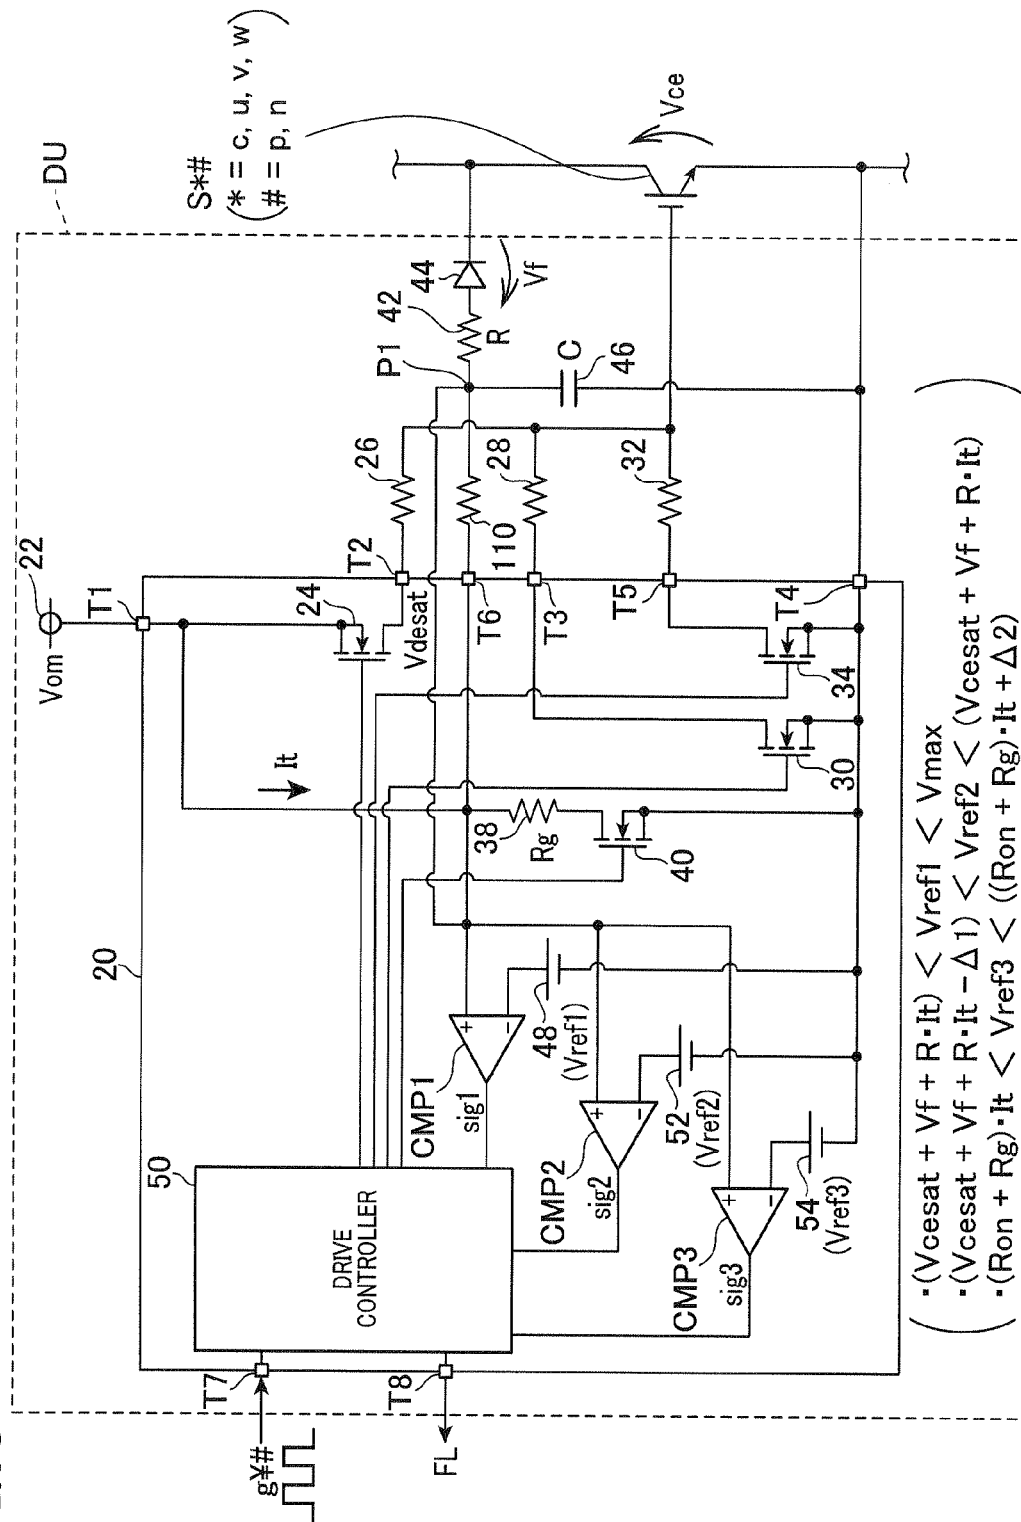 DU
S*#
(* = c, u, v, w)
(# = p, n)
Vom
22
T1
20
It
24
T2
Vdesat
26
P1
42
R
44
Vf
Vce
T6
110
28
T3
C
46
T5
32
T4
34
30
38
Rg
40
50
DRIVE
CONTROLLER
CMP1
sig1
48
(Vref1)
CMP2
sig2
52
(Vref2)
CMP3
sig3
54
(Vref3)
T7
T8
g¥#
FL
+
−
+
−
+
−
・(Vcesat + Vf + R・It) < Vref1 < Vmax
・(Vcesat + Vf + R・It − Δ1) < Vref2 < (Vcesat + Vf + R・It)
・(Ron + Rg)・It < Vref3 < ((Ron + Rg)・It + Δ2)